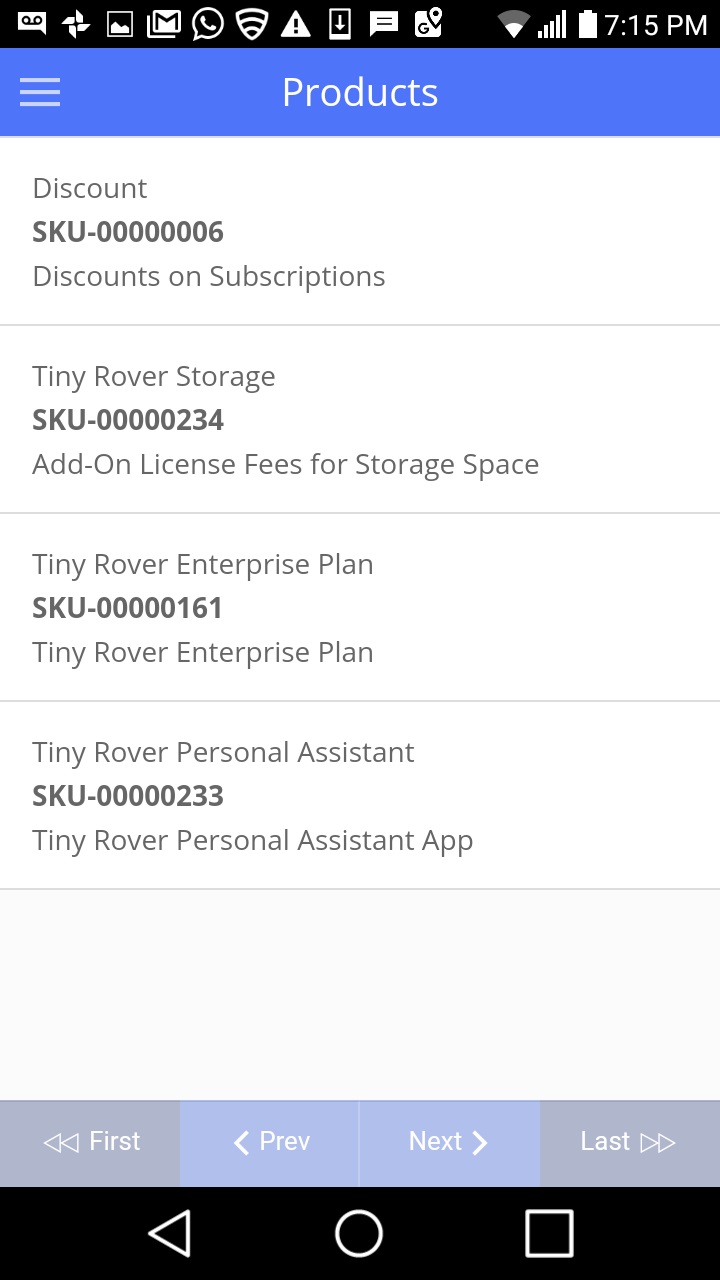 7:15 PM
Products
Discount
SKU-00000006
Discounts on Subscriptions
Tiny Rover Storage
SKU-00000234
Add-On License Fees for Storage Space
Tiny Rover Enterprise Plan
SKU-00000161
Tiny Rover Enterprise Plan
Tiny Rover Personal Assistant
SKU-00000233
Tiny Rover Personal Assistant App
First Prev Next Last